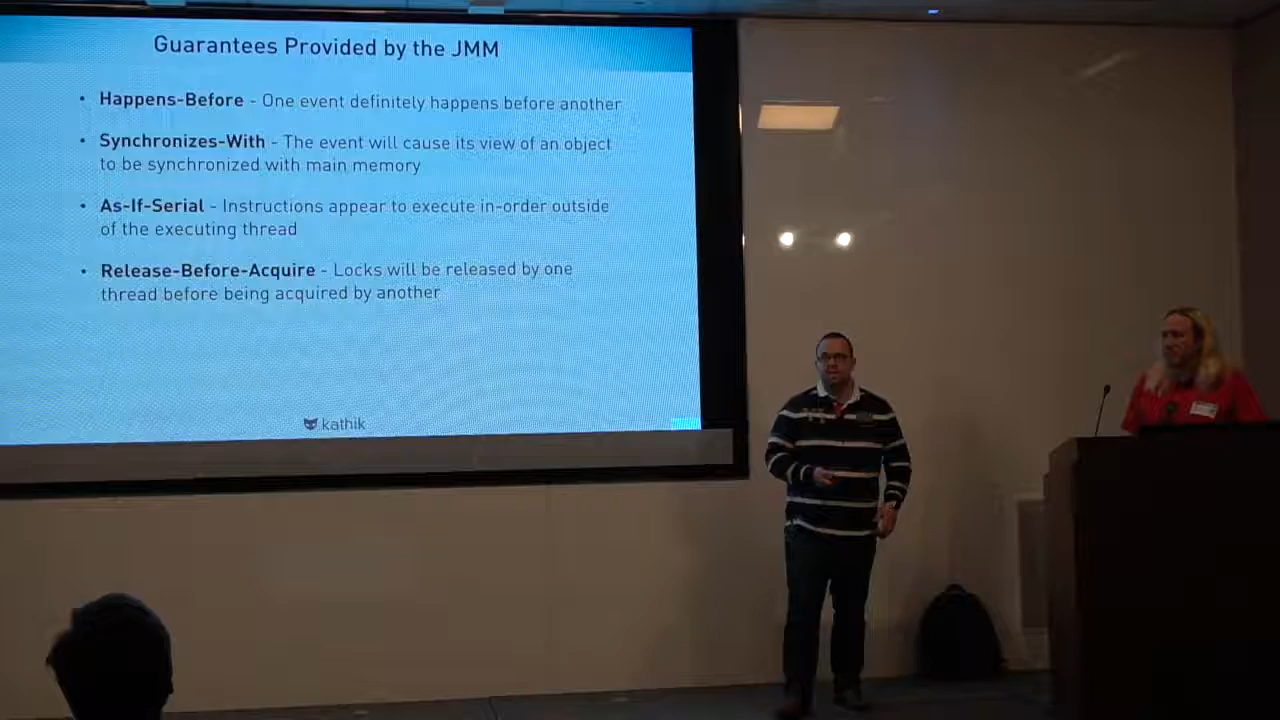 Guarantees Provided by the JMM
• Happens-Before - One event definitely happens before another
• Synchronizes-With - The event will cause its view of an object
to be synchronized with main memory
• As-If-Serial - Instructions appear to execute in-order outside
of the executing thread
• Release-Before-Acquire - Locks will be released by one
thread before being acquired by another
kathik